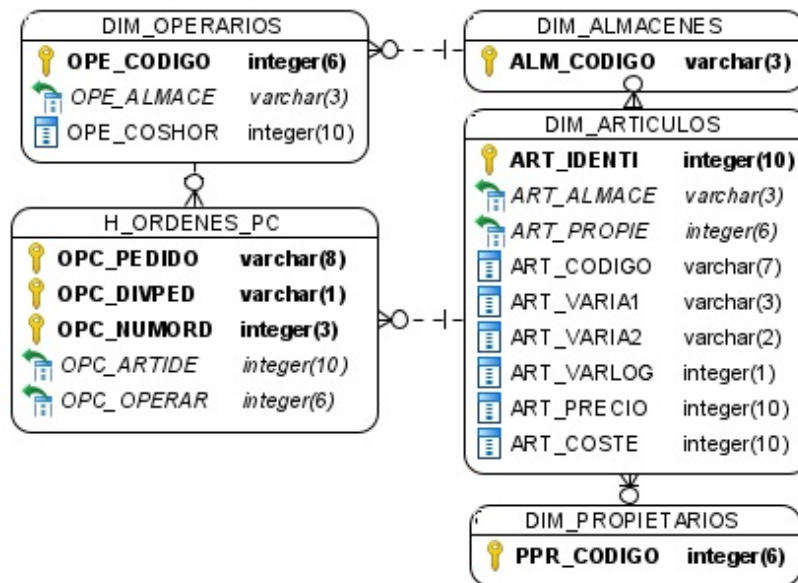 DIM_OPERARIOS
OPE_CODIGO integer(6)
OPE_ALMACE varchar(3)
OPE_COSHOR integer(10)
DIM_ALMACENES
ALM_CODIGO varchar(3)
DIM_ARTICULOS
ART_IDENTI integer(10)
ART_ALMACE varchar(3)
ART_PROPIE integer(6)
ART_CODIGO varchar(7)
ART_VARIA1 varchar(3)
ART_VARIA2 varchar(2)
ART_VARLOG integer(1)
ART_PRECIO integer(10)
ART_COSTE integer(10)
H_ORDENES_PC
OPC_PEDIDO varchar(8)
OPC_DIVPED varchar(1)
OPC_NUMORD integer(3)
OPC_ARTIDE integer(10)
OPC_OPERAR integer(6)
DIM_PROPIETARIOS
PPR_CODIGO integer(6)